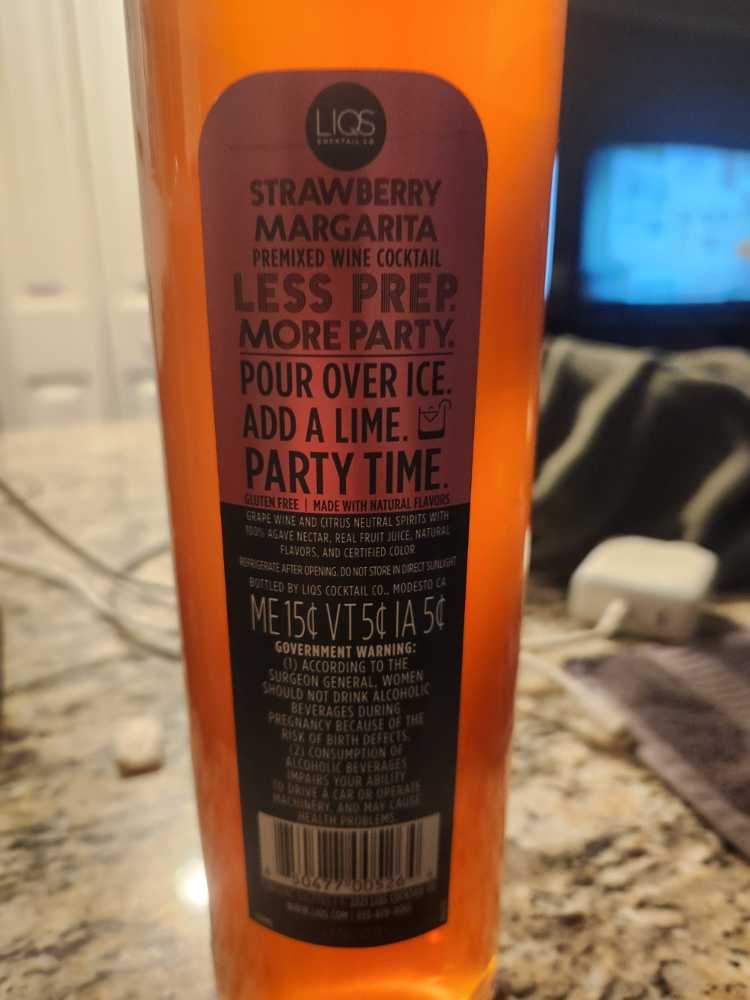 LIQS
COCKTAIL CO
STRAWBERRY
MARGARITA
PREMIXED WINE COCKTAIL
LESS PREP.
MORE PARTY.
POUR OVER ICE.
ADD A LIME.
PARTY TIME.
GLUTEN FREE | MADE WITH NATURAL FLAVORS
GRAPE WINE AND CITRUS NEUTRAL SPIRITS WITH
100% AGAVE NECTAR, REAL FRUIT JUICE, NATURAL
FLAVORS, AND CERTIFIED COLOR
REFRIGERATE AFTER OPENING. DO NOT STORE IN DIRECT SUNLIGHT
BOTTLED BY LIQS COCKTAIL CO., MODESTO CA
ME 15¢ VT 5¢ IA 5¢
GOVERNMENT WARNING:
(1) ACCORDING TO THE
SURGEON GENERAL, WOMEN
SHOULD NOT DRINK ALCOHOLIC
BEVERAGES DURING
PREGNANCY BECAUSE OF THE
RISK OF BIRTH DEFECTS.
(2) CONSUMPTION OF
ALCOHOLIC BEVERAGES
IMPAIRS YOUR ABILITY
TO DRIVE A CAR OR OPERATE
MACHINERY, AND MAY CAUSE
HEALTH PROBLEMS.
00526
LIQS COCKTAIL CO
WWW.LIQS.COM